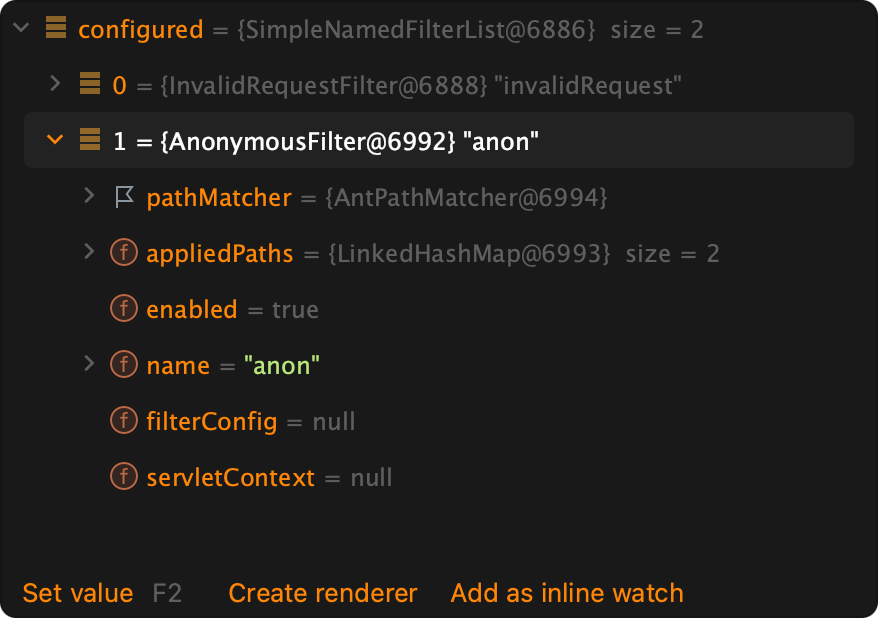 configured = {SimpleNamedFilterList@6886} size = 2
0 = {InvalidRequestFilter@6888} "invalidRequest"
1 = {AnonymousFilter@6992} "anon"
pathMatcher = {AntPathMatcher@6994}
f appliedPaths = {LinkedHashMap@6993} size = 2
f enabled = true
f name = "anon"
f filterConfig = null
f servletContext = null
Set value F2 Create renderer Add as inline watch